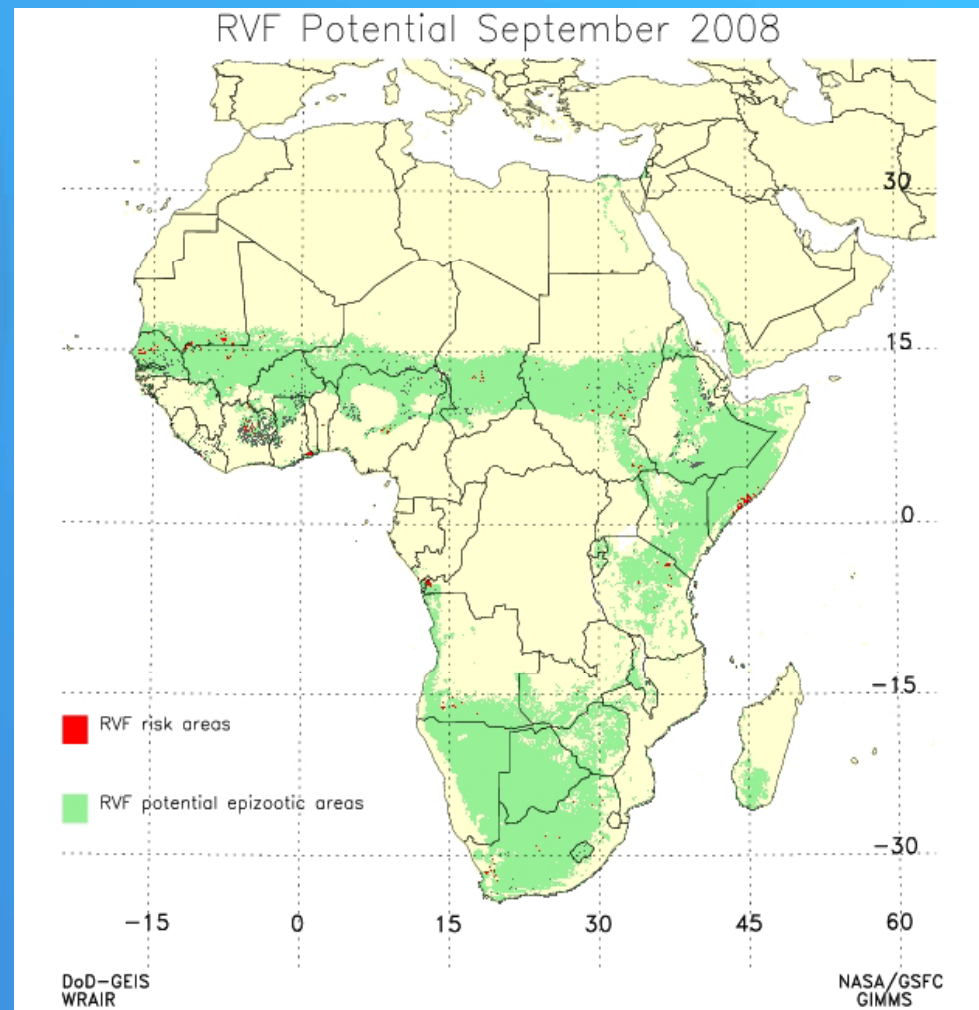 RVF Potential September 2008
30
15
0
−15
−30
RVF risk areas
RVF potential epizootic areas
−15 0 15 30 45 60
DoD−GEIS
WRAIR
NASA/GSFC
GIMMS